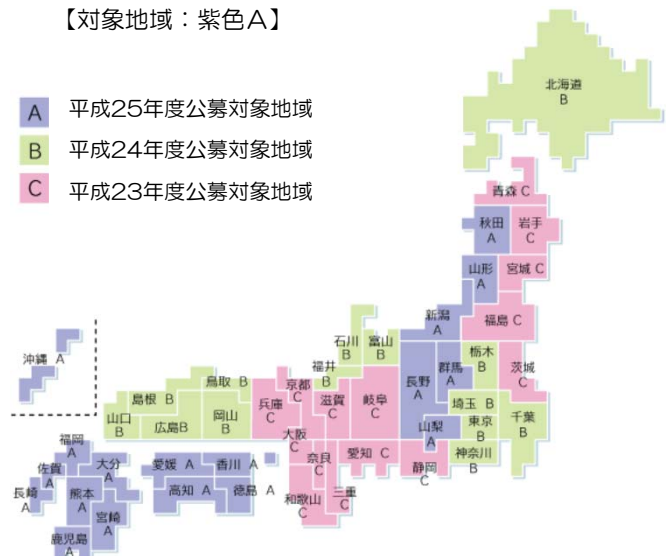 【対象地域：紫色A】
A 平成25年度公募対象地域
B 平成24年度公募対象地域
C 平成23年度公募対象地域
北海道
B
青森 C
秋田
A
岩手
C
山形
A
宮城 C
新潟
A
福島 C
石川
B
富山
B
福井
B
長野
A
群馬
A
栃木
B
茨城
C
埼玉 B
東京
B
千葉
B
山梨
A
神奈川
B
静岡
C
愛知 C
岐阜
C
滋賀
C
京都
C
兵庫
C
大阪
C
奈良
C
和歌山
C
三重
C
鳥取 B
島根 B
岡山
B
広島B
山口
B
香川 A
愛媛 A
徳島 A
高知 A
福岡
A
佐賀
A
大分
A
長崎
A
熊本
A
宮崎
A
鹿児島
A
沖縄 A